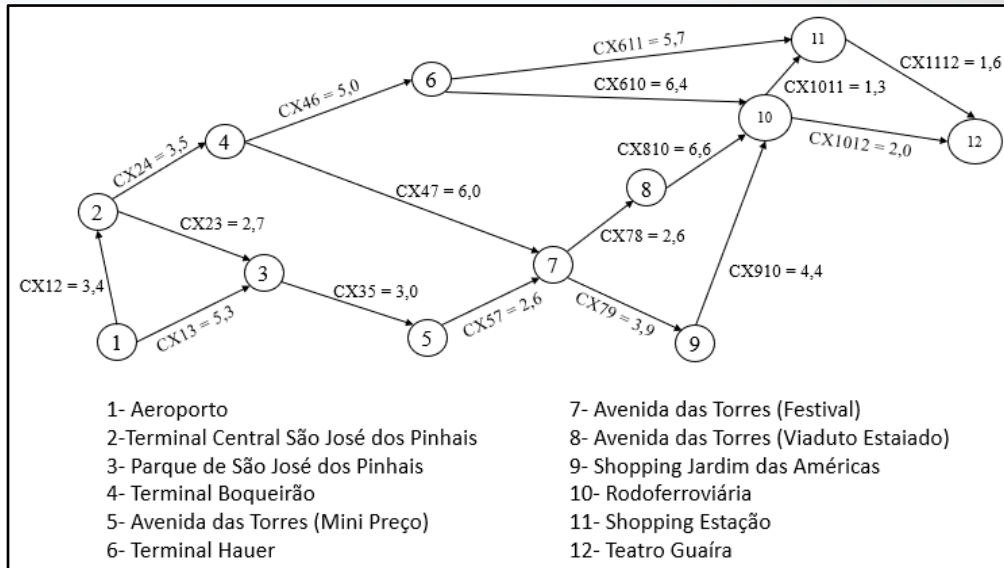 11
CX611 = 5,7
CX1112 = 1,6
6
CX1011 = 1,3
CX610 = 6,4
CX46 = 5,0
10
4
12
CX1012 = 2,0
CX24 = 3,5
CX810 = 6,6
CX47 = 6,0
8
2
CX23 = 2,7
CX78 = 2,6
7
3
CX910 = 4,4
CX12 = 3,4
CX35 = 3,0
CX13 = 5,3
CX57 = 2,6
CX79 = 3,9
1
5
9
1- Aeroporto
2-Terminal Central São José dos Pinhais
3- Parque de São José dos Pinhais
4- Terminal Boqueirão
5- Avenida das Torres (Mini Preço)
6- Terminal Hauer
7- Avenida das Torres (Festival)
8- Avenida das Torres (Viaduto Estaiado)
9- Shopping Jardim das Américas
10- Rodoferroviária
11- Shopping Estação
12- Teatro Guaíra